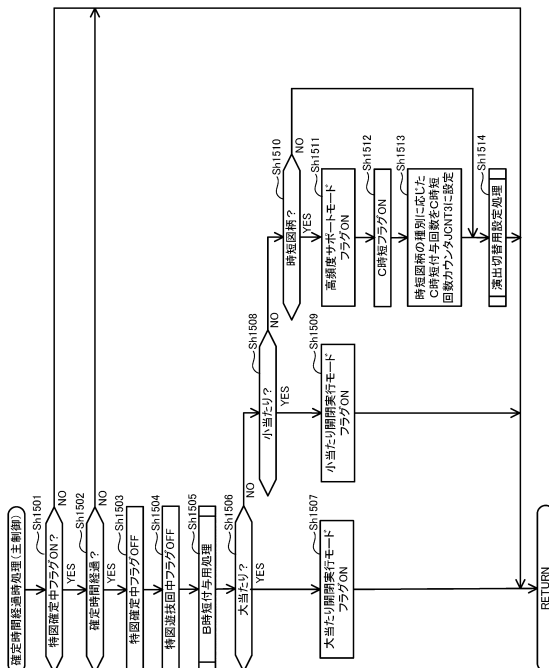 確定時間経過時処理(主制御)
Sh1501
特図確定中フラグON?
NO
YES
Sh1502
確定時間経過?
NO
YES
Sh1503
特図確定中フラグOFF
Sh1504
特図遊技回中フラグOFF
Sh1505
B時短付与用処理
Sh1506
大当たり?
NO
YES
Sh1507
大当たり開閉実行モード
フラグON
Sh1508
小当たり?
NO
YES
Sh1509
小当たり開閉実行モード
フラグON
Sh1510
時短図柄?
NO
YES
Sh1511
高頻度サポートモード
フラグON
Sh1512
C時短フラグON
Sh1513
時短図柄の種別に応じた
C時短付与回数をC時短
回数カウンタJCNT3に設定
Sh1514
演出切替用設定処理
RETURN